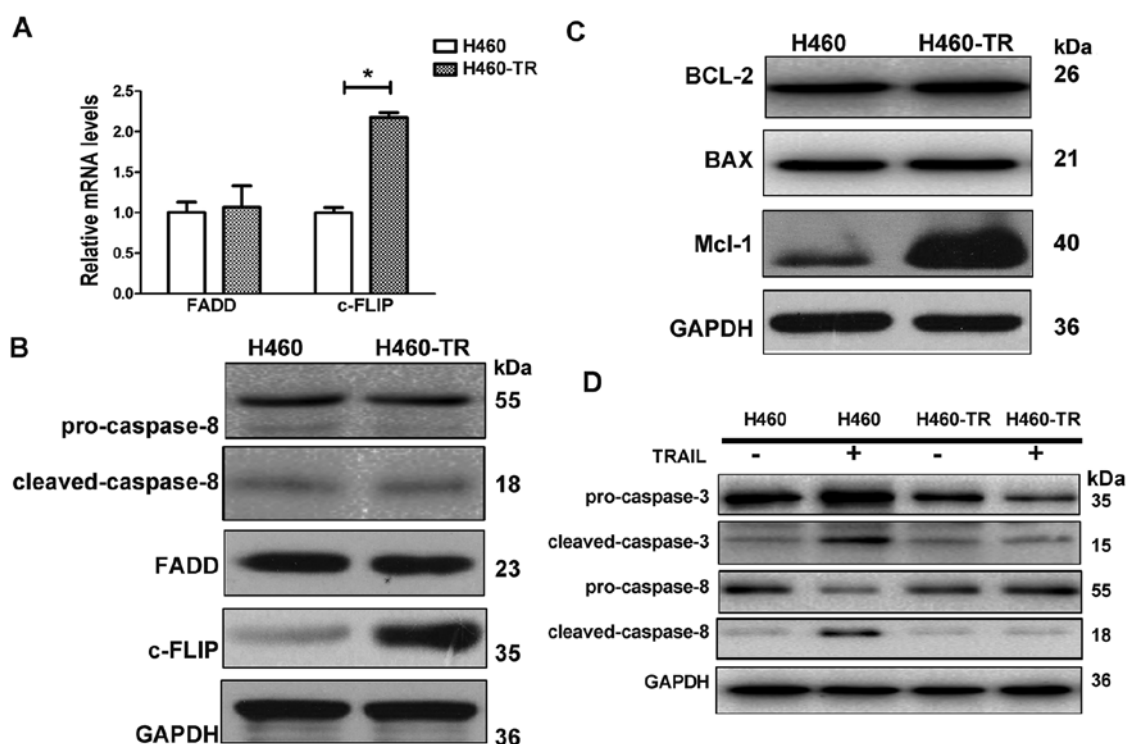 A
H460
H460-TR
*
Relative mRNA levels
2.5
2.0
1.5
1.0
0.5
0.0
FADD
c-FLIP
B
H460
H460-TR
kDa
pro-caspase-8
55
cleaved-caspase-8
18
FADD
23
c-FLIP
35
GAPDH
36
C
H460
H460-TR
kDa
BCL-2
26
BAX
21
Mcl-1
40
GAPDH
36
D
H460 H460 H460-TR H460-TR
TRAIL - + - +
kDa
pro-caspase-3
35
cleaved-caspase-3
15
pro-caspase-8
55
cleaved-caspase-8
18
GAPDH
36